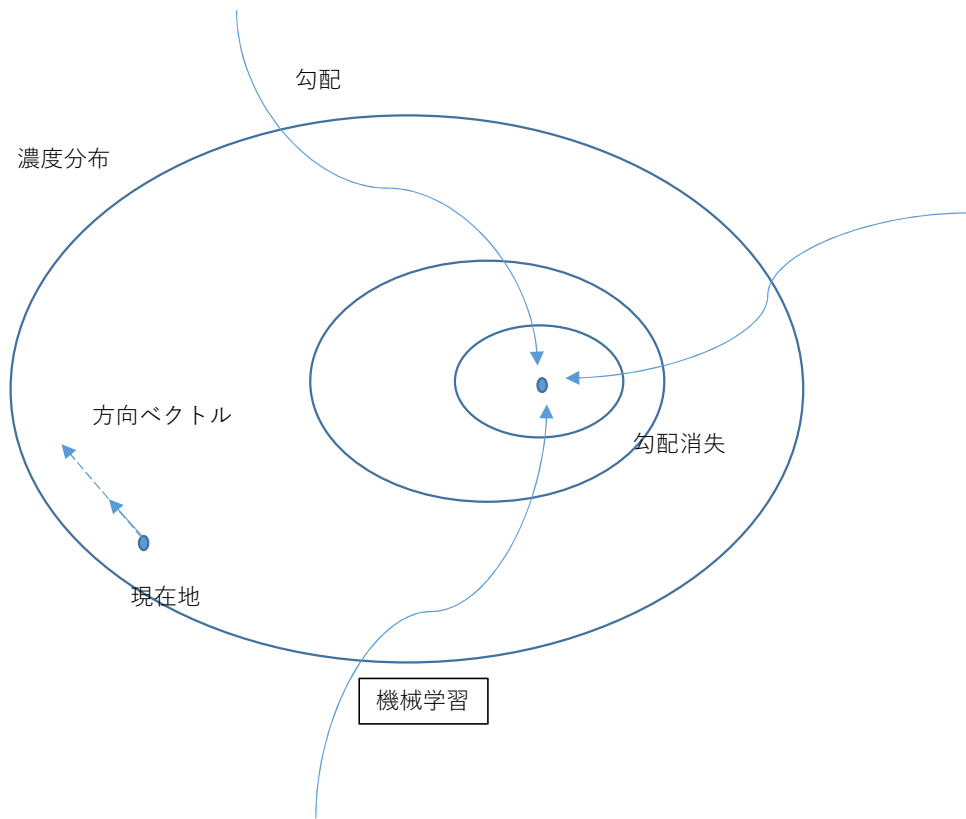 勾配
濃度分布
方向ベクトル
勾配消失
現在地
機械学習